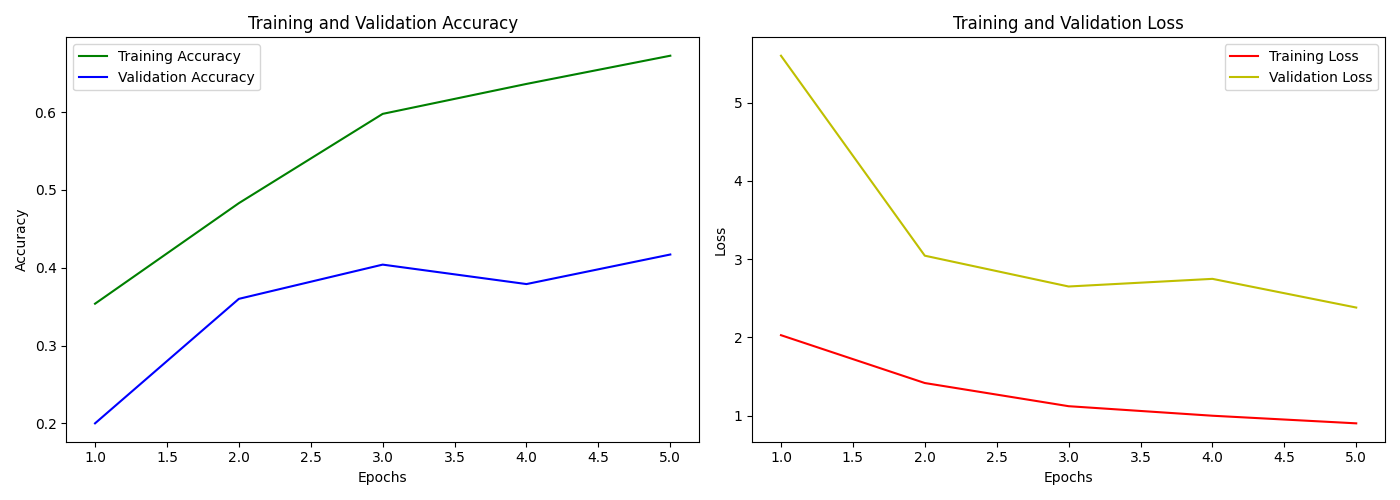 Training and Validation Accuracy
Training Accuracy
Validation Accuracy
Accuracy
0.6
0.5
0.4
0.3
0.2
1.0 1.5 2.0 2.5 3.0 3.5 4.0 4.5 5.0
Epochs
Training and Validation Loss
Training Loss
Validation Loss
Loss
5
4
3
2
1
1.0 1.5 2.0 2.5 3.0 3.5 4.0 4.5 5.0
Epochs